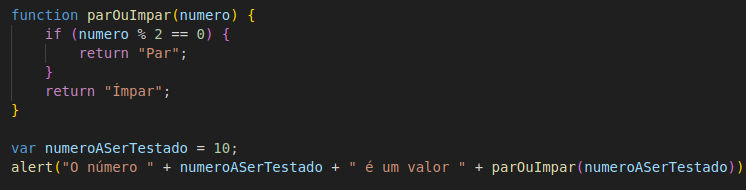 function parOuImpar(numero) {
    if (numero % 2 == 0) {
        return "Par";
    }
    return "Ímpar";
}
var numeroASerTestado = 10;
alert("O número " + numeroASerTestado + " é um valor " + parOuImpar(numeroASerTestado))